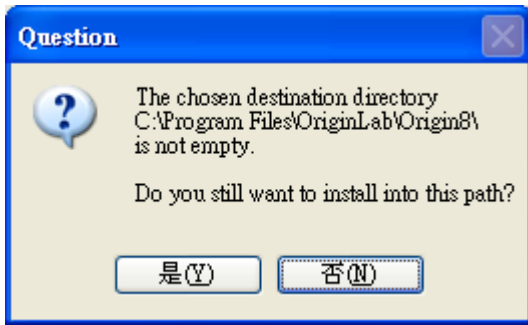 Question
The chosen destination directory
C:\Program Files\OriginLab\Origin8\
is not empty.
Do you still want to install into this path?
是(Y)
否(N)